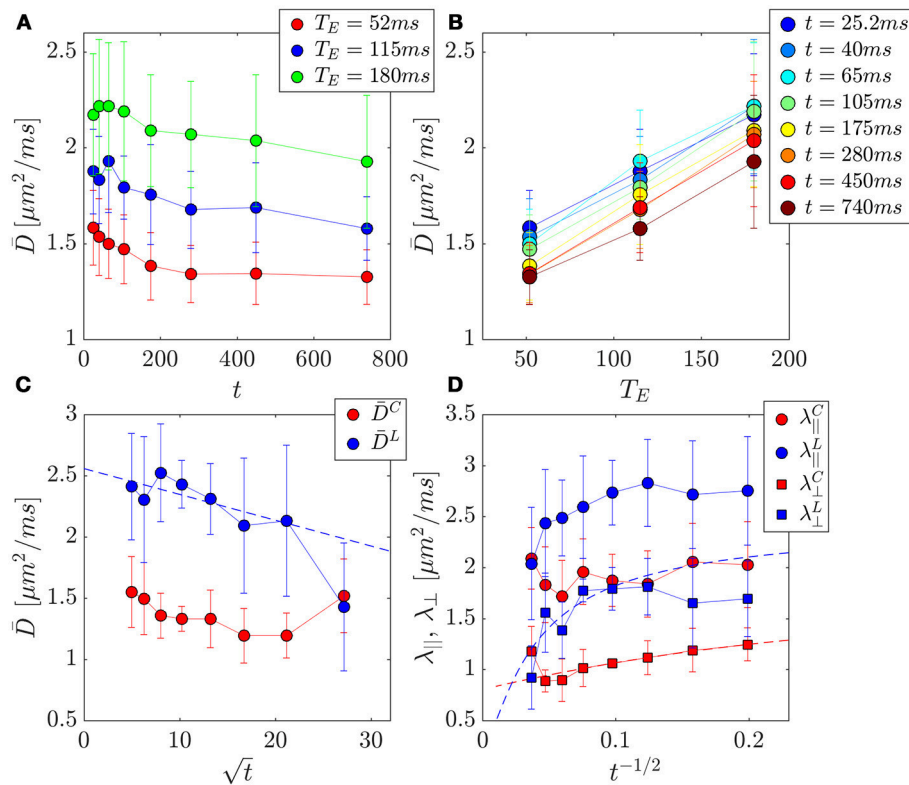 A
T_E = 52ms
T_E = 115ms
T_E = 180ms
2.5
2
1.5
1
0 200 400 600 800
t
D̄ [μm²/ms]
B
t = 25.2ms
t = 40ms
t = 65ms
t = 105ms
t = 175ms
t = 280ms
t = 450ms
t = 740ms
2.5
2
1.5
1
50 100 150 200
T_E
D̄ [μm²/ms]
C
D̄^C
D̄^L
3
2.5
2
1.5
1
0.5
0 10 20 30
√t
D̄ [μm²/ms]
D
λ_||^C
λ_||^L
λ_⊥^C
λ_⊥^L
3.5
3
2.5
2
1.5
1
0.5
0 0.1 0.2
t^{-1/2}
λ_||, λ_⊥ [μm²/ms]